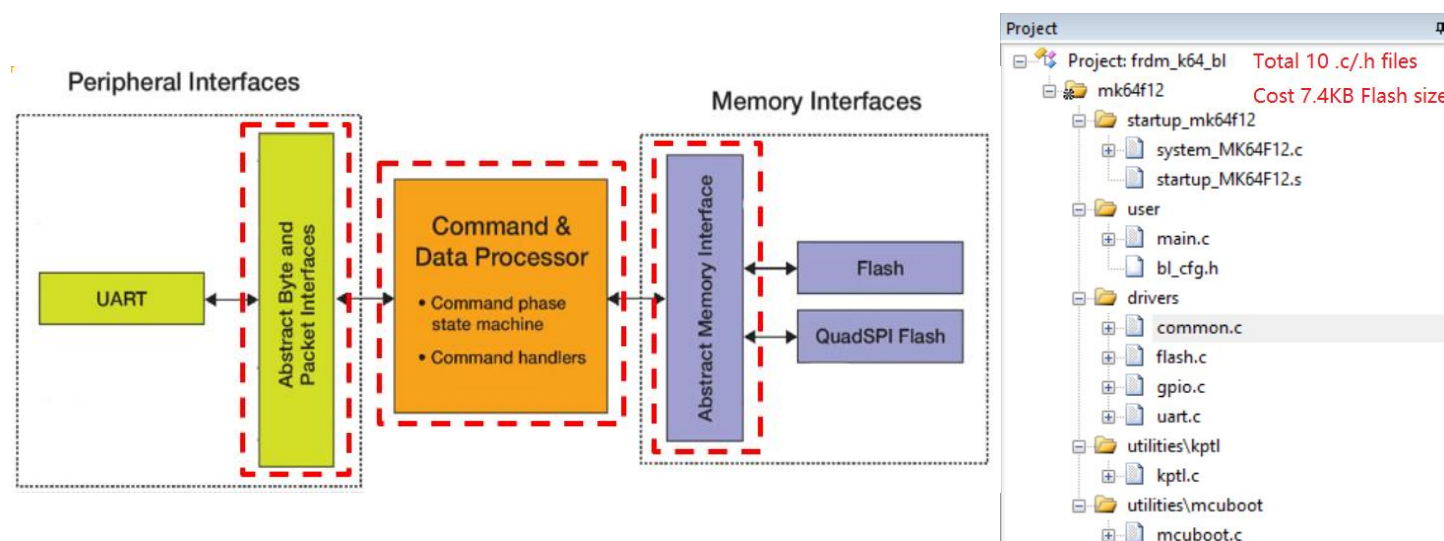 Peripheral Interfaces
UART
Abstract Byte and
Packet Interfaces
Command &
Data Processor
• Command phase
state machine
• Command handlers
Memory Interfaces
Abstract Memory Interface
Flash
QuadSPI Flash
Project
Project: frdm_k64_bl
Total 10 .c/.h files
mk64f12
Cost 7.4KB Flash size
startup_mk64f12
system_MK64F12.c
startup_MK64F12.s
user
main.c
bl_cfg.h
drivers
common.c
flash.c
gpio.c
uart.c
utilities\kptl
kptl.c
utilities\mcuboot
mcuboot.c